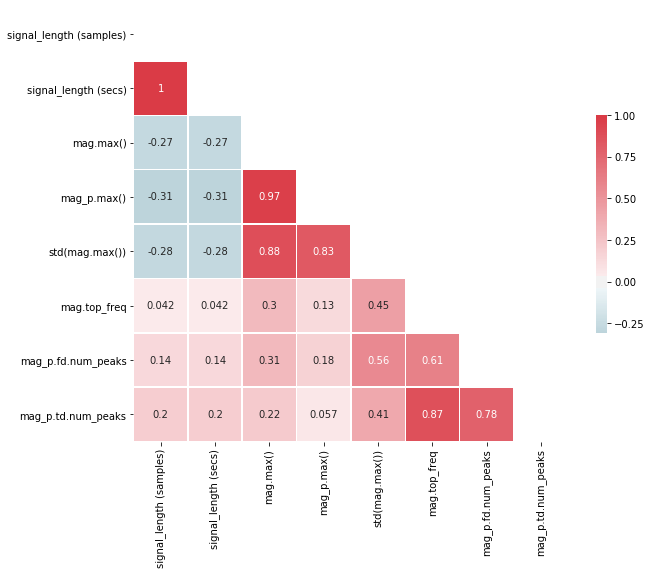 signal_length (samples)
signal_length (secs) 1
mag.max() -0.27 -0.27
mag_p.max() -0.31 -0.31 0.97
std(mag.max()) -0.28 -0.28 0.88 0.83
mag.top_freq 0.042 0.042 0.3 0.13 0.45
mag_p.fd.num_peaks 0.14 0.14 0.31 0.18 0.56 0.61
mag_p.td.num_peaks 0.2 0.2 0.22 0.057 0.41 0.87 0.78
signal_length (samples)
signal_length (secs)
mag.max()
mag_p.max()
std(mag.max())
mag.top_freq
mag_p.fd.num_peaks
mag_p.td.num_peaks
1.00
0.75
0.50
0.25
0.00
−0.25